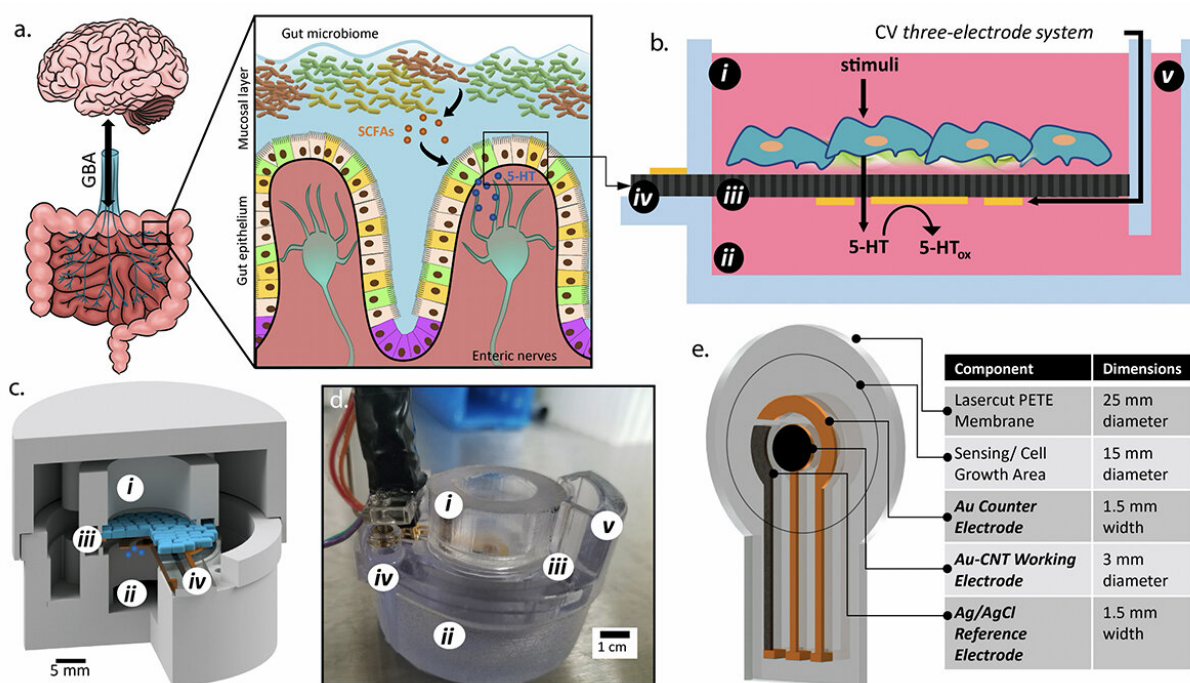 a.
GBA
Gut microbiome
Mucosal layer
SCFAs
5-HT
Gut epithelium
Enteric nerves
b.
CV three-electrode system
i
stimuli
v
iv
iii
5-HT
5-HTox
ii
c.
i
iii
ii
iv
5 mm
d.
i
v
iii
iv
ii
1 cm
e.
Component
Dimensions
Lasercut PETE
Membrane
25 mm
diameter
Sensing/ Cell
Growth Area
15 mm
diameter
Au Counter
Electrode
1.5 mm
width
Au-CNT Working
Electrode
3 mm
diameter
Ag/AgCl
Reference
Electrode
1.5 mm
width